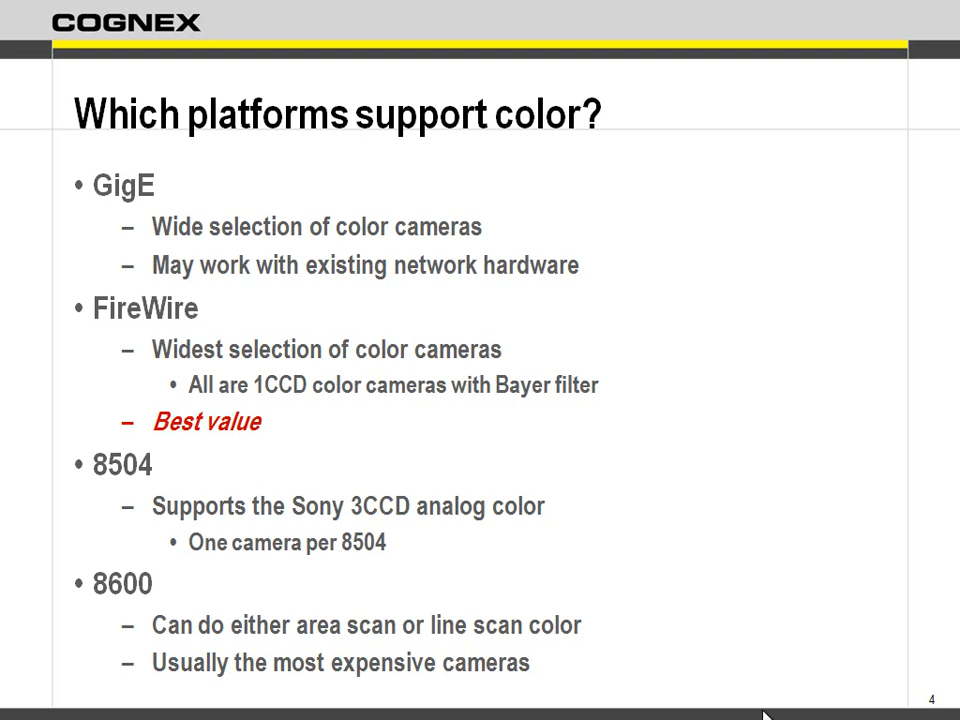 COGNEX
Which platforms support color?
• GigE
– Wide selection of color cameras
– May work with existing network hardware
• FireWire
– Widest selection of color cameras
• All are 1CCD color cameras with Bayer filter
– Best value
• 8504
– Supports the Sony 3CCD analog color
• One camera per 8504
• 8600
– Can do either area scan or line scan color
– Usually the most expensive cameras
4